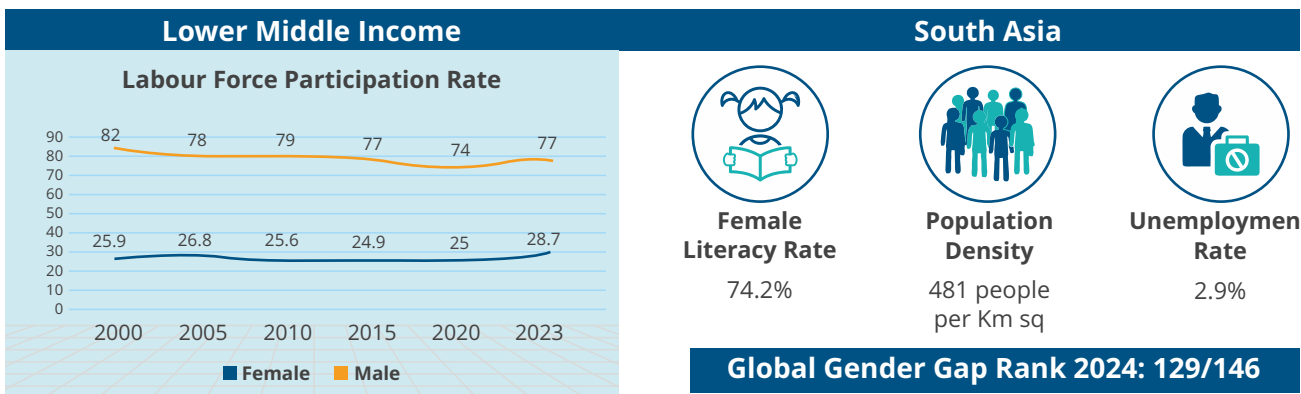 Lower Middle Income
South Asia
Labour Force Participation Rate
90
80
70
60
50
40
30
20
10
0
82
78
79
77
74
77
25.9
26.8
25.6
24.9
25
28.7
2000
2005
2010
2015
2020
2023
Female
Male
Female
Literacy Rate
74.2%
Population
Density
481 people
per Km sq
Unemploymen
Rate
2.9%
Global Gender Gap Rank 2024: 129/146